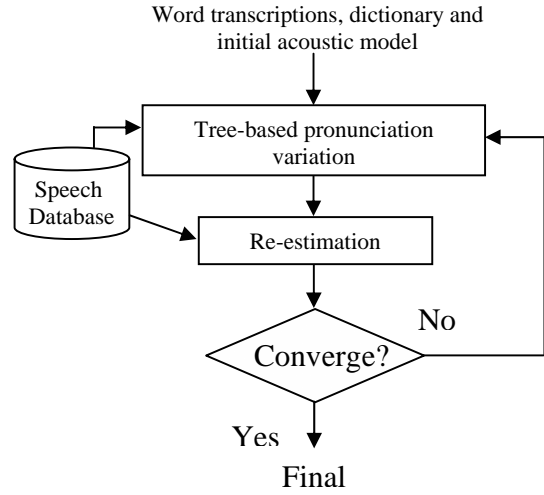 Word transcriptions, dictionary and
initial acoustic model
Tree-based pronunciation
variation
Speech
Database
Re-estimation
Converge?
No
Yes
Final